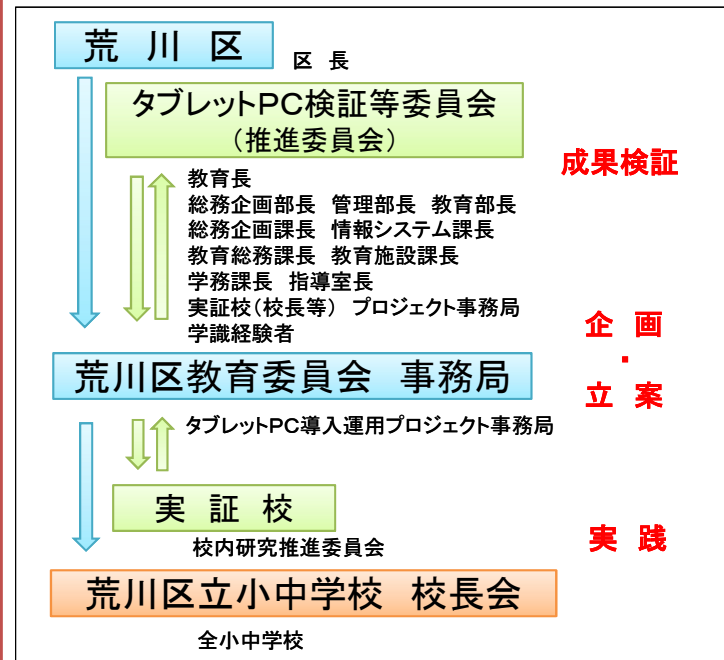 荒 川 区
区 長
タブレットPC検証等委員会
(推進委員会)
成果検証
教育長
総務企画部長 管理部長 教育部長
総務企画課長 情報システム課長
教育総務課長 教育施設課長
学務課長 指導室長
実証校(校長等) プロジェクト事務局
学識経験者
企 画
・
立 案
荒川区教育委員会 事務局
タブレットPC導入運用プロジェクト事務局
実 証 校
校内研究推進委員会
実 践
荒川区立小中学校 校長会
全小中学校